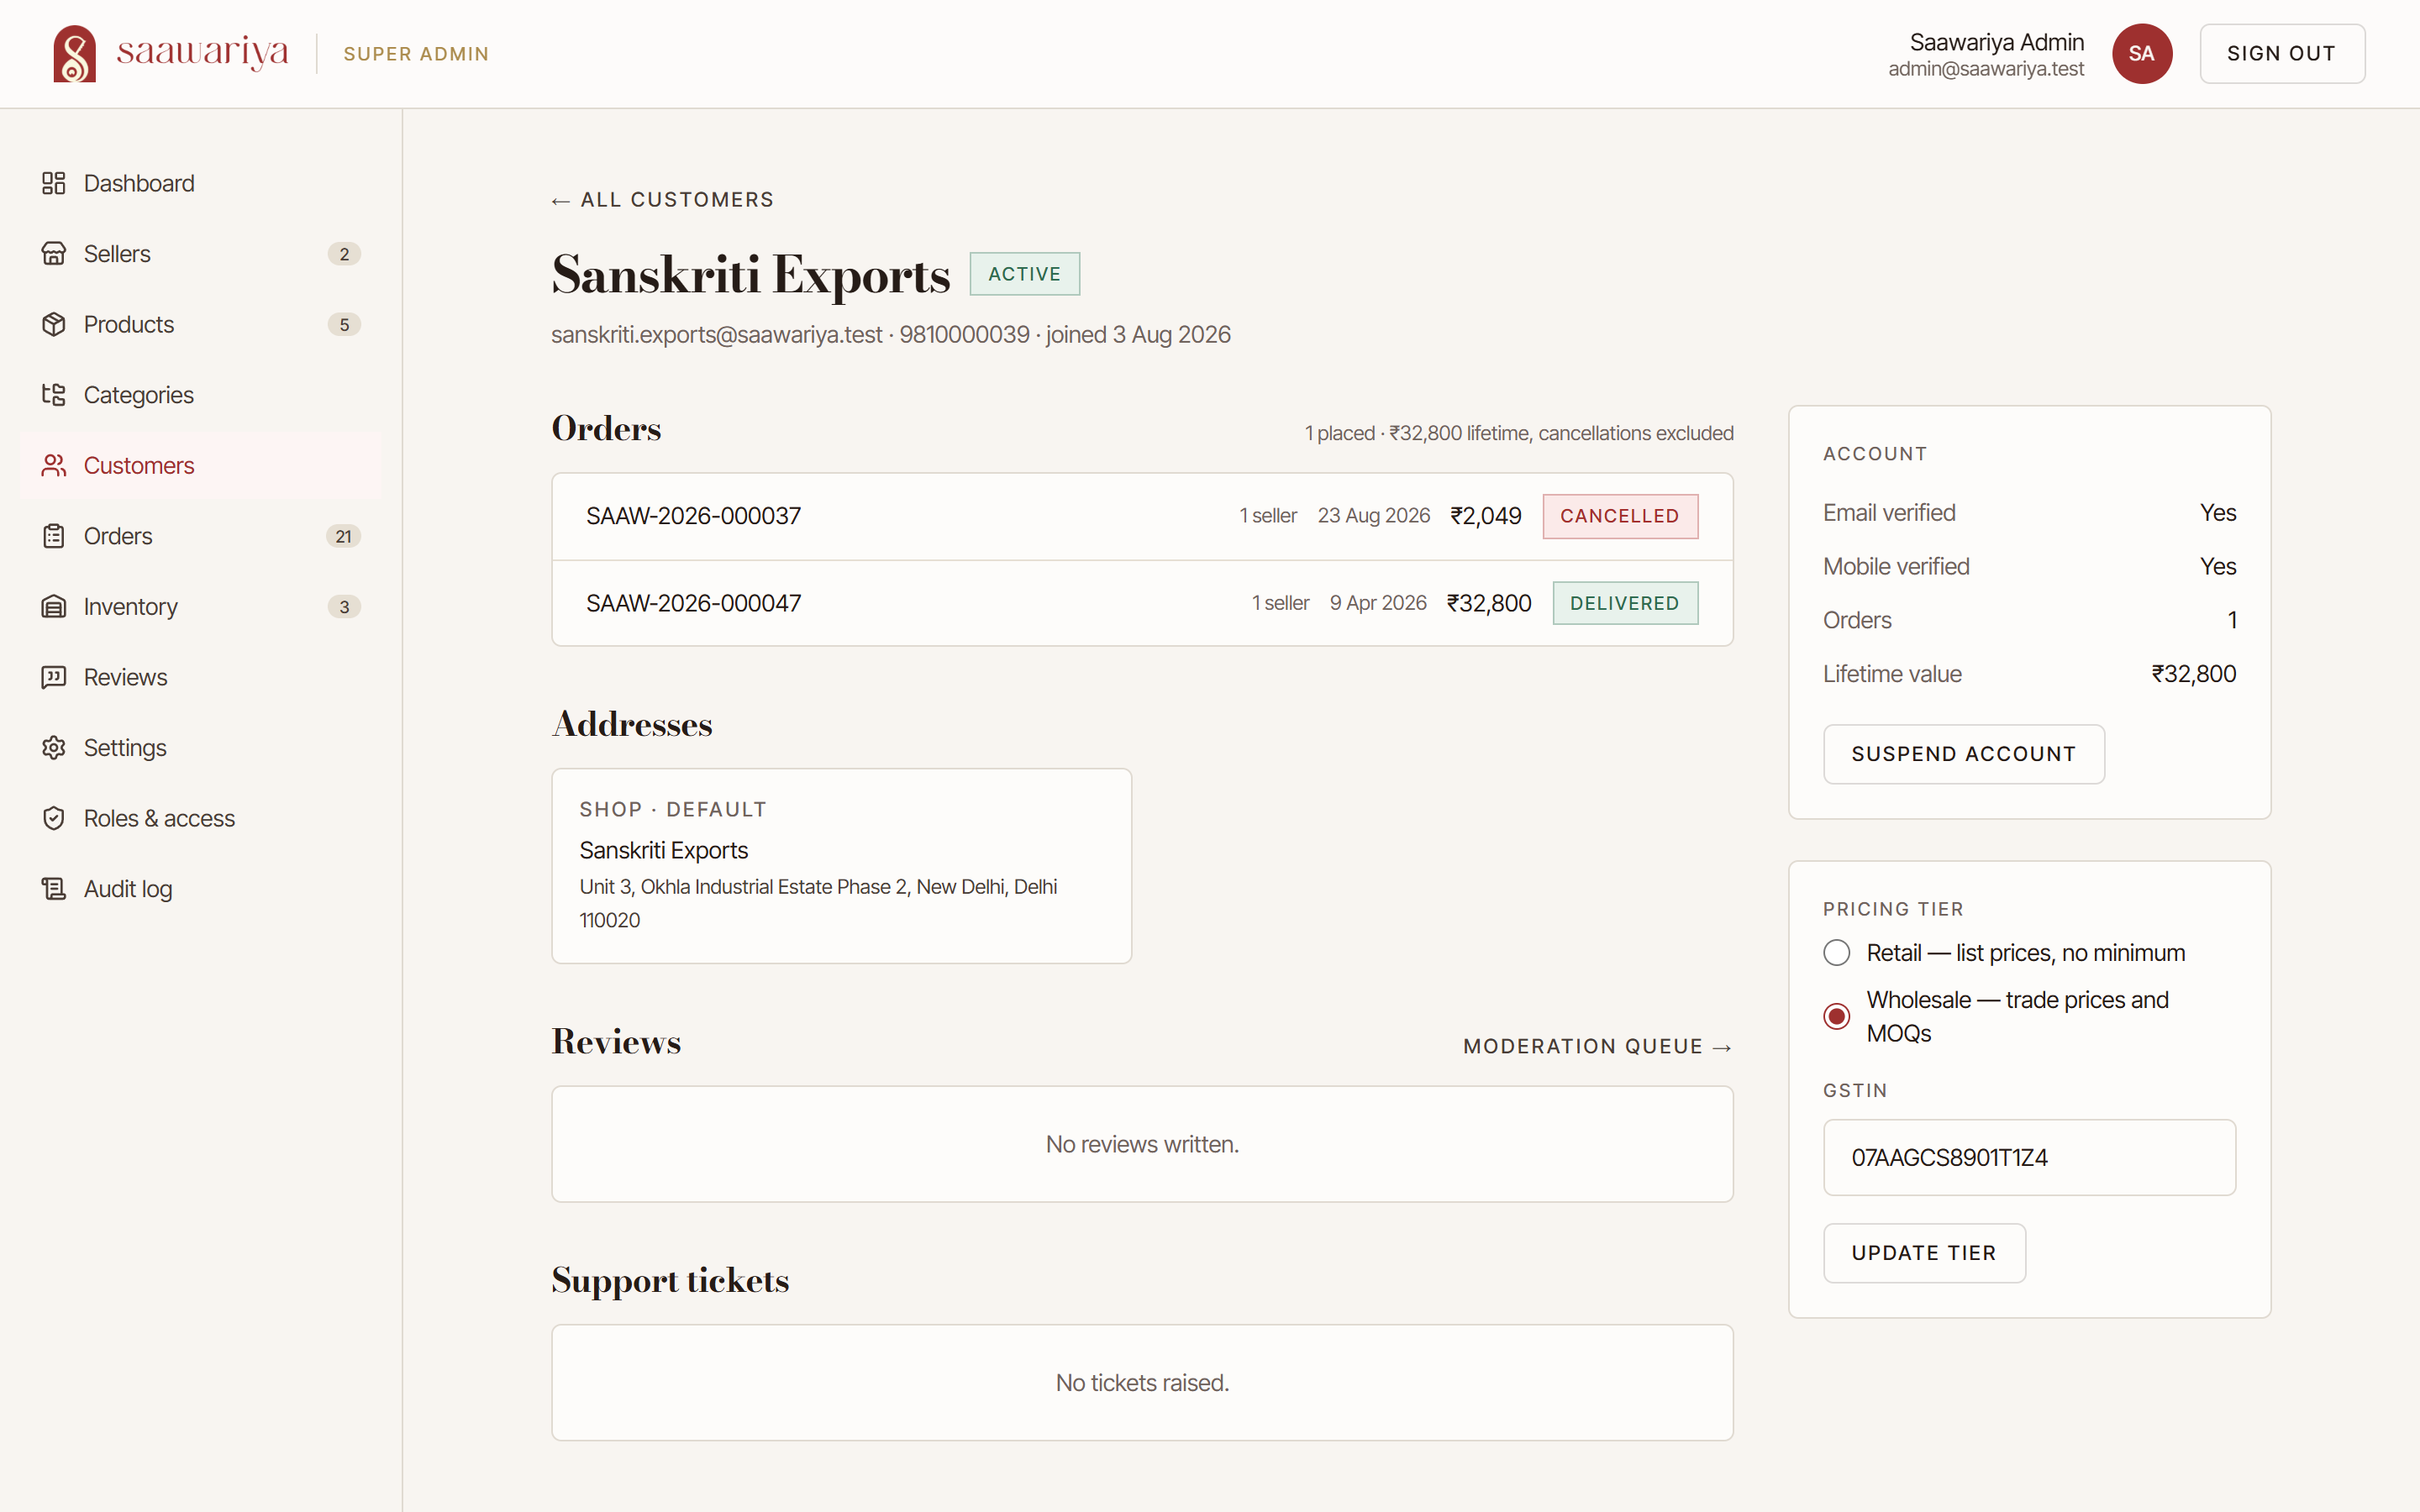 saawariya
SUPER ADMIN
Saawariya Admin
admin@saawariya.test
SA
SIGN OUT
Dashboard
Sellers 2
Products 5
Categories
Customers
Orders 21
Inventory 3
Reviews
Settings
Roles & access
Audit log
← ALL CUSTOMERS
Sanskriti Exports ACTIVE
sanskriti.exports@saawariya.test · 9810000039 · joined 3 Aug 2026
Orders 1 placed · ₹32,800 lifetime, cancellations excluded
SAAW-2026-000037 1 seller 23 Aug 2026 ₹2,049 CANCELLED
SAAW-2026-000047 1 seller 9 Apr 2026 ₹32,800 DELIVERED
Addresses
SHOP · DEFAULT
Sanskriti Exports
Unit 3, Okhla Industrial Estate Phase 2, New Delhi, Delhi
110020
Reviews MODERATION QUEUE →
No reviews written.
Support tickets
No tickets raised.
ACCOUNT
Email verified Yes
Mobile verified Yes
Orders 1
Lifetime value ₹32,800
SUSPEND ACCOUNT
PRICING TIER
Retail — list prices, no minimum
Wholesale — trade prices and
MOQs
GSTIN
07AAGCS8901T1Z4
UPDATE TIER